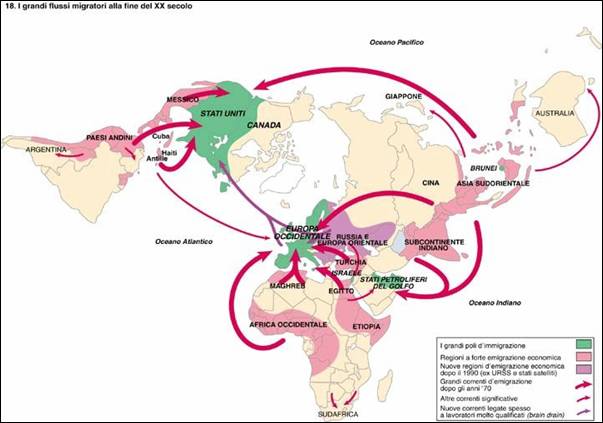 18. I grandi flussi migratori alla fine del XX secolo
Oceano Pacifico
MESSICO
GIAPPONE
STATI UNITI
AUSTRALIA
CANADA
Cuba
PAESI ANDINI
ARGENTINA
Haiti
Antille
BRUNEI
CINA
ASIA SUDORIENTALE
EUROPA
OCCIDENTALE
RUSSIA E
EUROPA ORIENTALE
Oceano Atlantico
SUBCONTINENTE
INDIANO
TURCHIA
ISRAELE
STATI PETROLIFERI
DEL GOLFO
MAGHREB
EGITTO
Oceano Indiano
AFRICA OCCIDENTALE
ETIOPIA
SUDAFRICA
I grandi poli d'immigrazione
Regioni a forte emigrazione economica
Nuove regioni d'emigrazione economica
dopo il 1990 (ex URSS e stati satelliti)
Grandi correnti d'emigrazione
dopo gli anni '70
Altre correnti significative
Nuove correnti legate spesso
a lavoratori molto qualificati (brain drain)